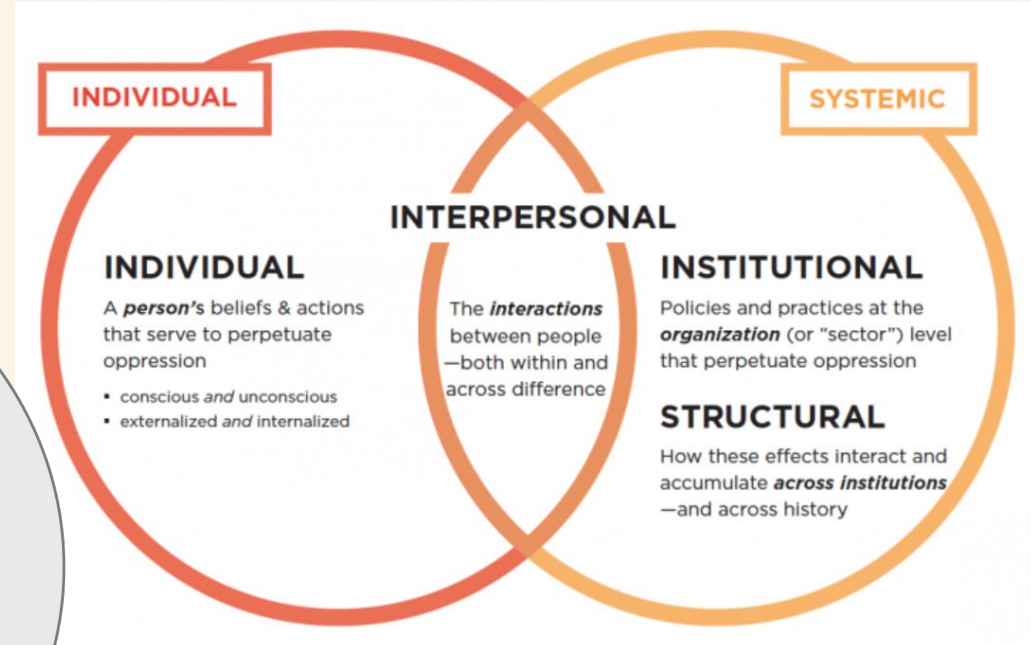 INDIVIDUAL
SYSTEMIC
INTERPERSONAL
INDIVIDUAL
A person's beliefs & actions
that serve to perpetuate
oppression
▪ conscious and unconscious
▪ externalized and internalized
The interactions
between people
—both within and
across difference
INSTITUTIONAL
Policies and practices at the
organization (or “sector”) level
that perpetuate oppression
STRUCTURAL
How these effects interact and
accumulate across institutions
—and across history